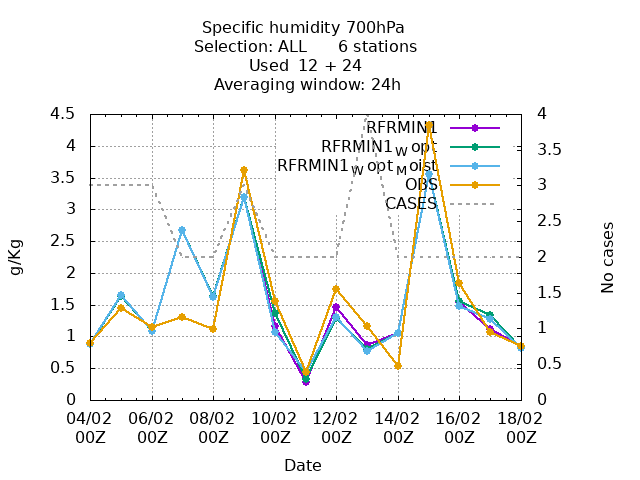 Specific humidity 700hPa
Selection: ALL 6 stations
Used 12 + 24
Averaging window: 24h
4.5
4
3.5
3
2.5
2
1.5
1
0.5
0
g/Kg
4
3.5
3
2.5
2
1.5
1
0.5
0
No cases
RFRMIN1
RFRMIN1W opt
RFRMIN1W optM oist
OBS
CASES
04/02 06/02 08/02 10/02 12/02 14/02 16/02 18/02
00Z 00Z 00Z 00Z 00Z 00Z 00Z 00Z
Date